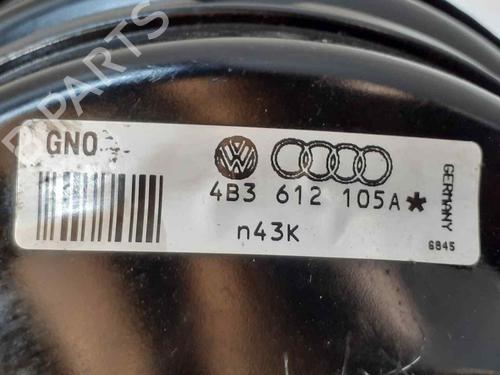 B PARTS
GNO
4B3 612 105A*
n43K
GERMANY
6845